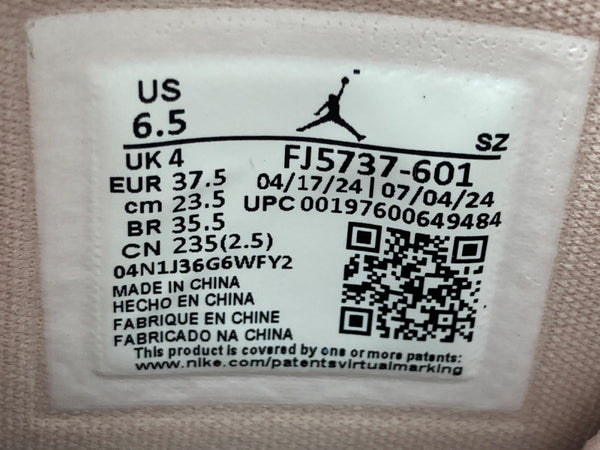 US
6.5
SZ
UK 4
FJ5737-601
EUR 37.5
04/17/24 | 07/04/24
cm 23.5
UPC 00197600649484
BR 35.5
CN 235(2.5)
04N1J36G6WFY2
MADE IN CHINA
HECHO EN CHINA
FABRIQUE EN CHINE
FABRICADO NA CHINA
This product is covered by one or more patents:
www.nike.com/patentsvirtualmarking